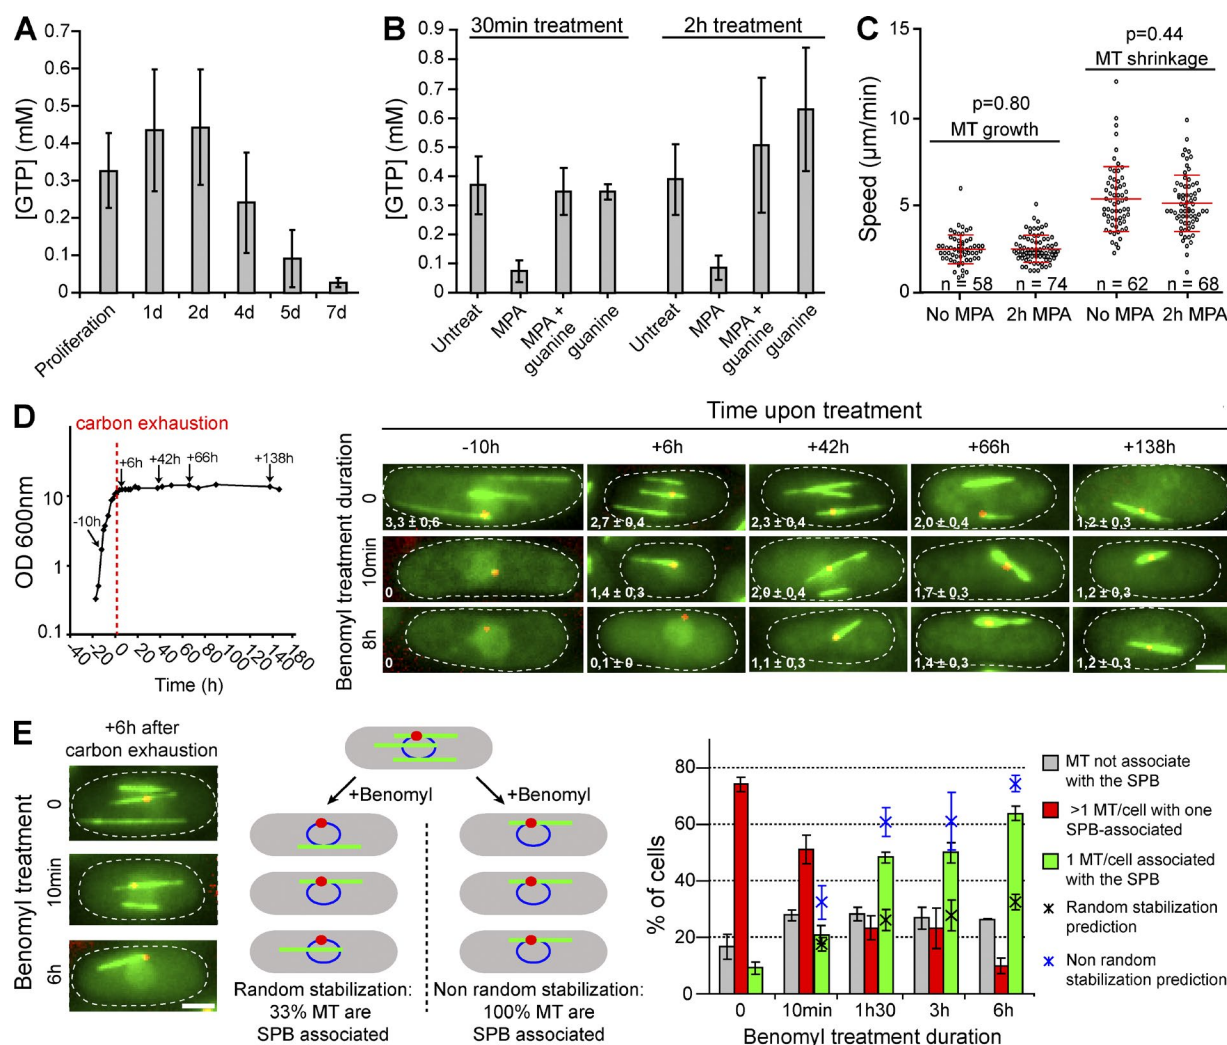 A
[GTP] (mM)
0.7
0.6
0.5
0.4
0.3
0.2
0.1
0
Proliferation
1d
2d
4d
5d
7d
B
30min treatment
2h treatment
[GTP] (mM)
0.9
0.8
0.7
0.6
0.5
0.4
0.3
0.2
0.1
0
Untreat
MPA
MPA +
guanine
guanine
Untreat
MPA
MPA +
guanine
guanine
C
Speed (µm/min)
15
10
5
0
p=0.80
MT growth
p=0.44
MT shrinkage
n = 58
n = 74
n = 62
n = 68
No MPA
2h MPA
No MPA
2h MPA
D
carbon exhaustion
OD 600nm
10
1
0.1
-10h
+6h
+42h
+66h
+138h
-40
-20
0
20
40
60
80
100
120
140
180
Time (h)
Time upon treatment
Benomyl treatment duration
-10h
+6h
+42h
+66h
+138h
0
3,3 ± 0,6
2,7 ± 0,4
2,3 ± 0,4
2,0 ± 0,4
1,2 ± 0,3
10min
0
1,4 ± 0,3
2,0 ± 0,4
1,7 ± 0,3
1,2 ± 0,3
8h
0
0,1 ± 0
1,1 ± 0,3
1,4 ± 0,3
1,2 ± 0,3
E
+6h after
carbon exhaustion
Benomyl treatment
0
10min
6h
+Benomyl
+Benomyl
Random stabilization:
33% MT are
SPB associated
Non random stabilization:
100% MT are
SPB associated
% of cells
80
60
40
20
0
0
10min
1h30
3h
6h
Benomyl treatment duration
MT not associate
with the SPB
>1 MT/cell with one
SPB-associated
1 MT/cell associated
with the SPB
Random stabilization
prediction
Non random
stabilization prediction